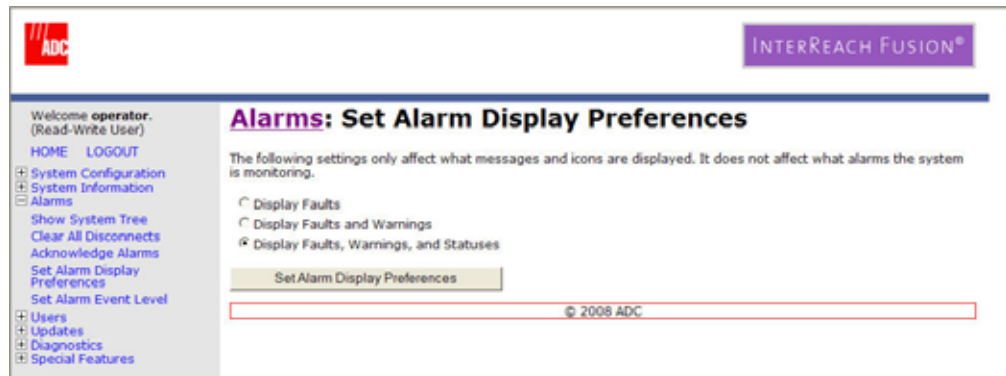 ADC
INTERREACH FUSION®
Welcome operator.
(Read-Write User)
HOME LOGOUT
System Configuration
System Information
Alarms
Show System Tree
Clear All Disconnects
Acknowledge Alarms
Set Alarm Display
Preferences
Set Alarm Event Level
Users
Updates
Diagnostics
Special Features
Alarms: Set Alarm Display Preferences
The following settings only affect what messages and icons are displayed. It does not affect what alarms the system
is monitoring.
Display Faults
Display Faults and Warnings
Display Faults, Warnings, and Statuses
Set Alarm Display Preferences
© 2008 ADC